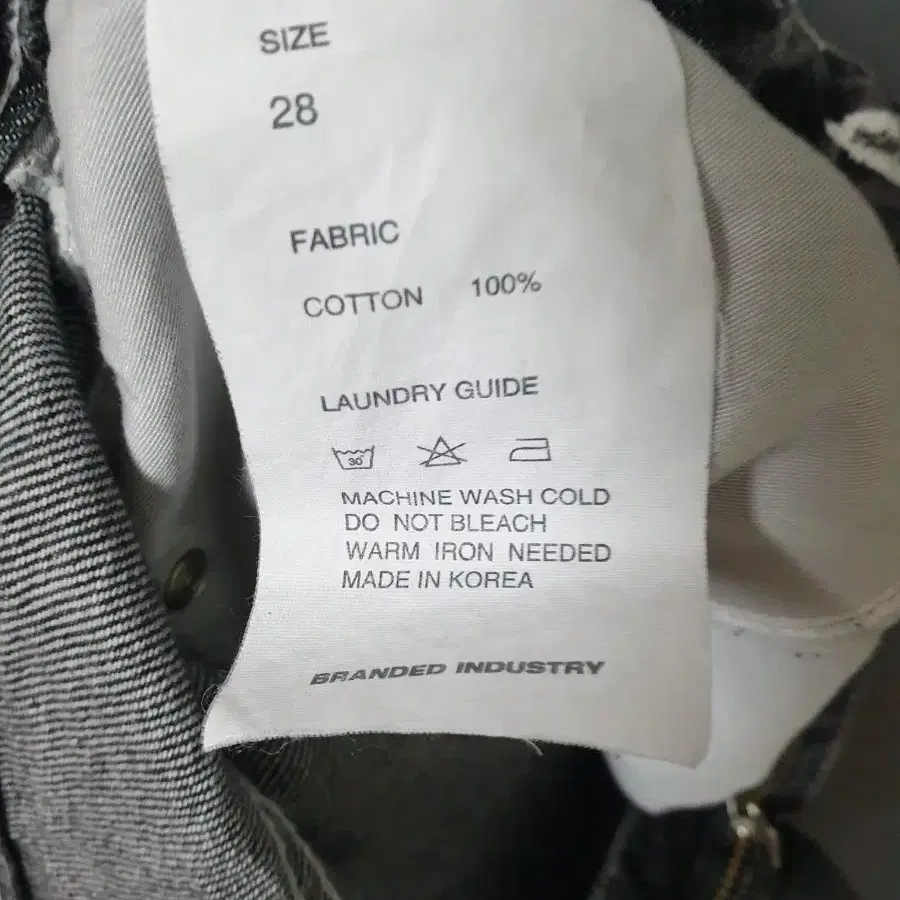 SIZE
28
FABRIC
COTTON 100%
LAUNDRY GUIDE
30°
MACHINE WASH COLD
DO NOT BLEACH
WARM IRON NEEDED
MADE IN KOREA
BRANDED INDUSTRY